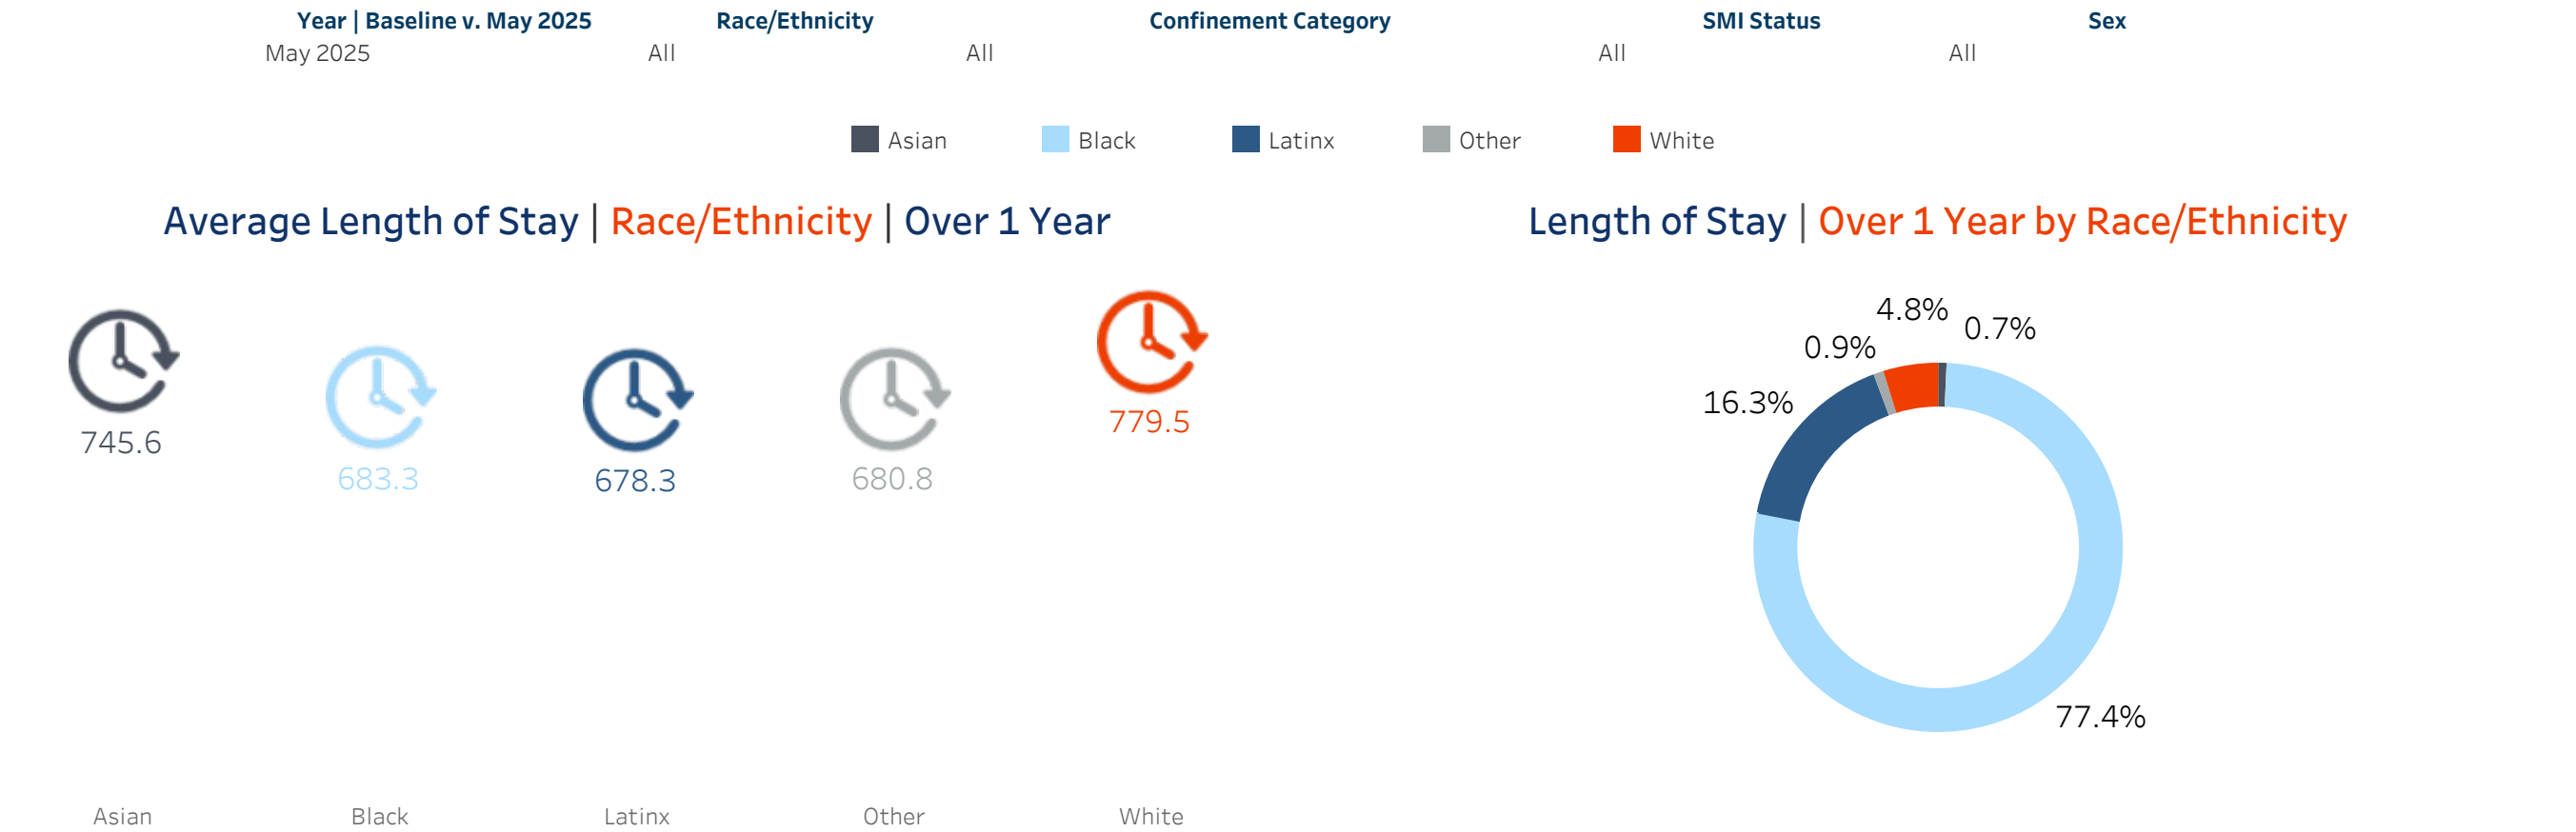 Year | Baseline v. May 2025 Race/Ethnicity Confinement Category SMI Status Sex
May 2025 All All All All
Asian Black Latinx Other White
Average Length of Stay | Race/Ethnicity | Over 1 Year
745.6
683.3
678.3
680.8
779.5
Asian Black Latinx Other White
Length of Stay | Over 1 Year by Race/Ethnicity
4.8%
0.7%
0.9%
16.3%
77.4%